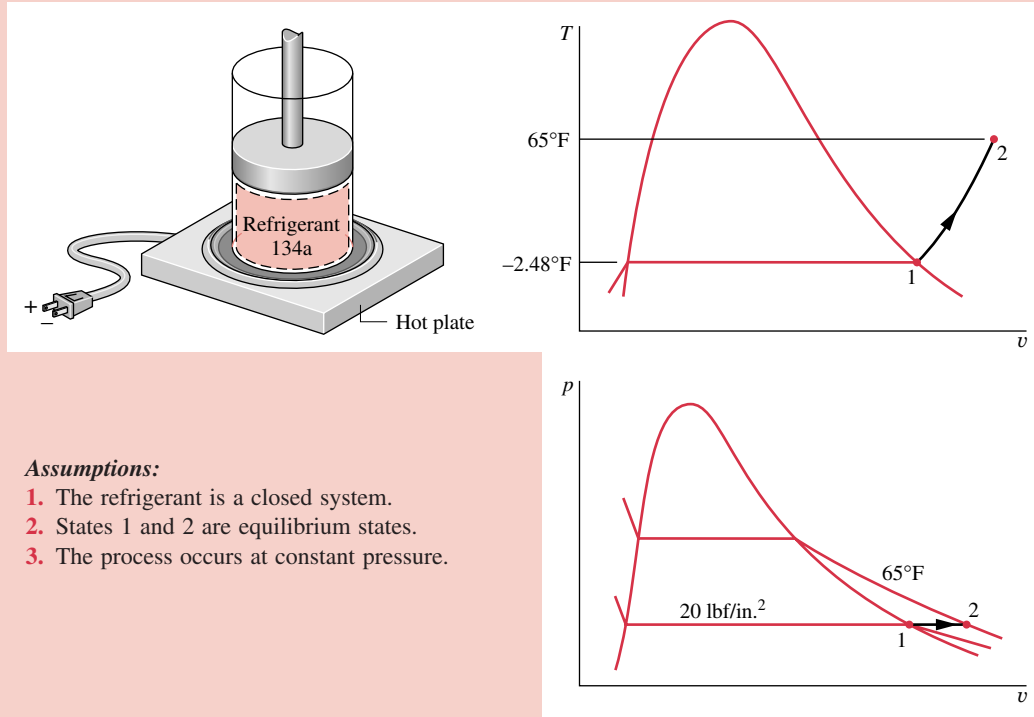 Refrigerant
134a
+
–
Hot plate
T
65°F
2
–2.48°F
1
v
Assumptions:
1. The refrigerant is a closed system.
2. States 1 and 2 are equilibrium states.
3. The process occurs at constant pressure.
p
65°F
20 lbf/in.²
2
1
v